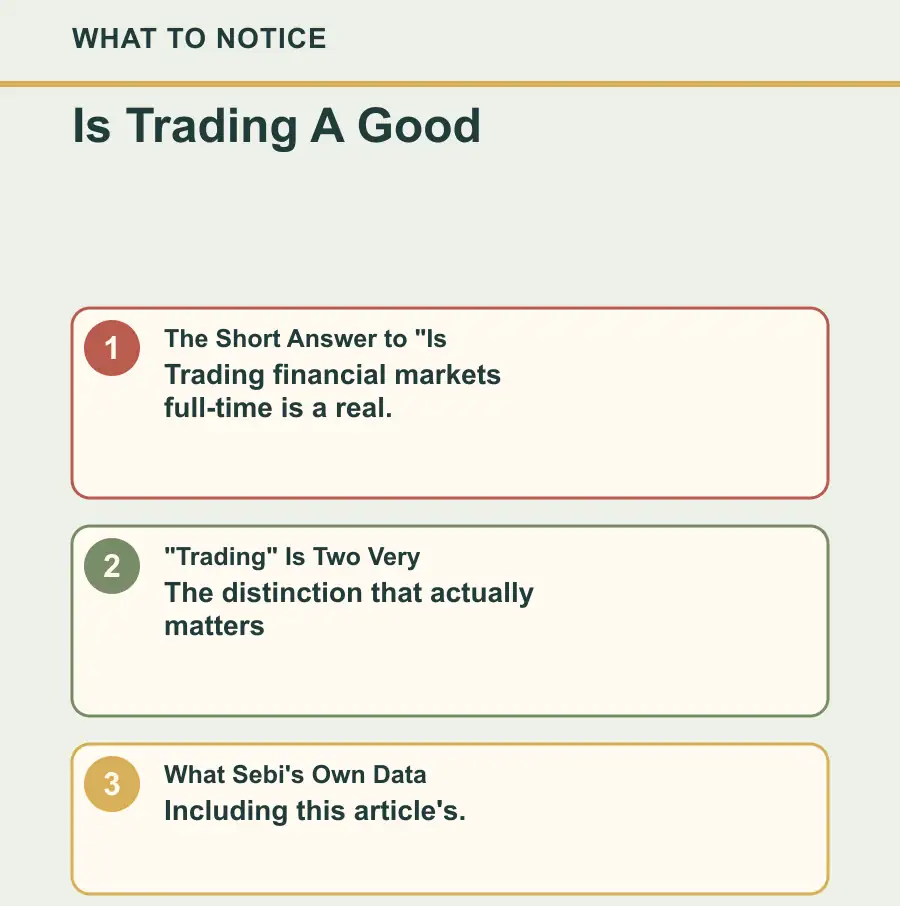 WHAT TO NOTICE
Is Trading A Good
1
The Short Answer to "Is
Trading financial markets
full-time is a real.
2
"Trading" Is Two Very
The distinction that actually
matters
3
What Sebi's Own Data
Including this article's.